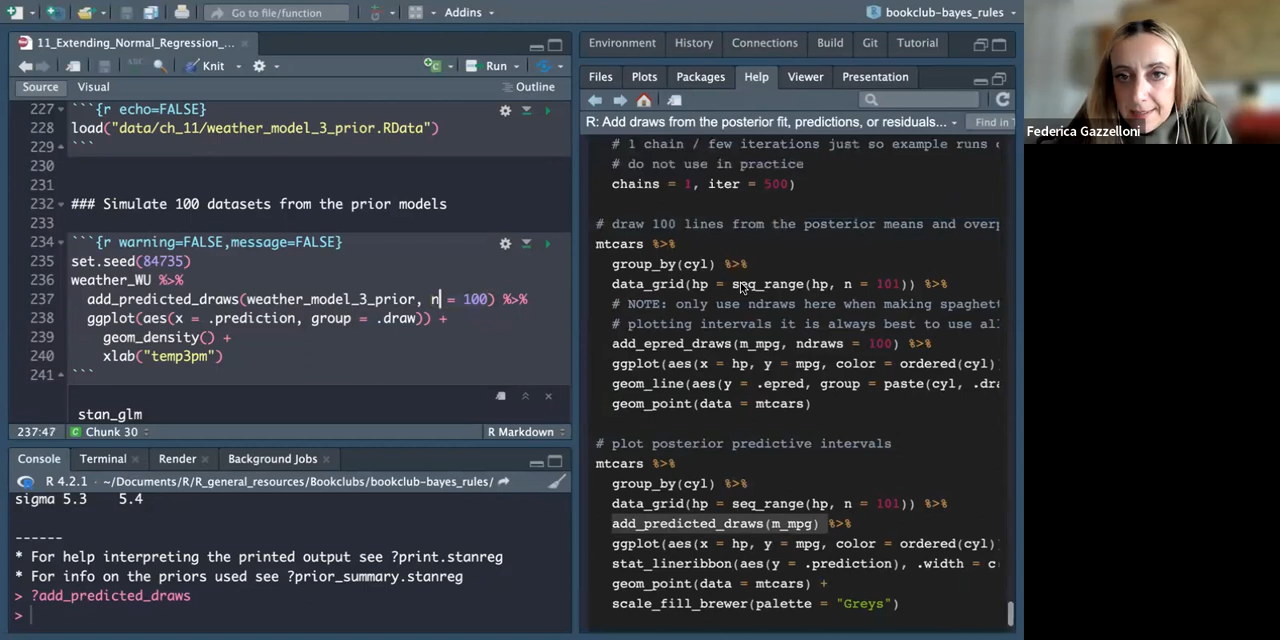 Go to file/function
Addins
bookclub-bayes_rules
11_Extending_Normal_Regression_...
Knit
Run
Source
Visual
Outline
227
```{r echo=FALSE}
228
load("data/ch_11/weather_model_3_prior.RData")
229
```
230
231
232
### Simulate 100 datasets from the prior models
233
234
```{r warning=FALSE,message=FALSE}
235
set.seed(84735)
236
weather_WU %>%
237
add_predicted_draws(weather_model_3_prior, n = 100) %>%
238
ggplot(aes(x = .prediction, group = .draw)) +
239
geom_density() +
240
xlab("temp3pm")
241
```
stan_glm
237:47
Chunk 30
R Markdown
Console
Terminal
Render
Background Jobs
R 4.2.1 · ~/Documents/R/R_general_resources/Bookclubs/bookclub-bayes_rules/
sigma 5.3 5.4
------
* For help interpreting the printed output see ?print.stanreg
* For info on the priors used see ?prior_summary.stanreg
> ?add_predicted_draws
>
Environment
History
Connections
Build
Git
Tutorial
Files
Plots
Packages
Help
Viewer
Presentation
R: Add draws from the posterior fit, predictions, or residuals...
Find in
# 1 chain / few iterations just so example runs
# do not use in practice
chains = 1, iter = 500)
# draw 100 lines from the posterior means and
mtcars %>%
group_by(cyl) %>%
data_grid(hp = seq_range(hp, n = 101)) %>%
# NOTE: only use ndraws here when making
# plotting intervals it is always best to use
add_epred_draws(m_mpg, ndraws = 100) %>%
ggplot(aes(x = hp, y = mpg, color = ordered(cyl)
geom_line(aes(y = .epred, group = paste(cyl,
geom_point(data = mtcars)
# plot posterior predictive intervals
mtcars %>%
group_by(cyl) %>%
data_grid(hp = seq_range(hp, n = 101)) %>%
add_predicted_draws(m_mpg) %>%
ggplot(aes(x = hp, y = mpg, color = ordered(cyl)
stat_lineribbon(aes(y = .prediction), .width =
geom_point(data = mtcars) +
scale_fill_brewer(palette = "Greys")
Federica Gazzelloni